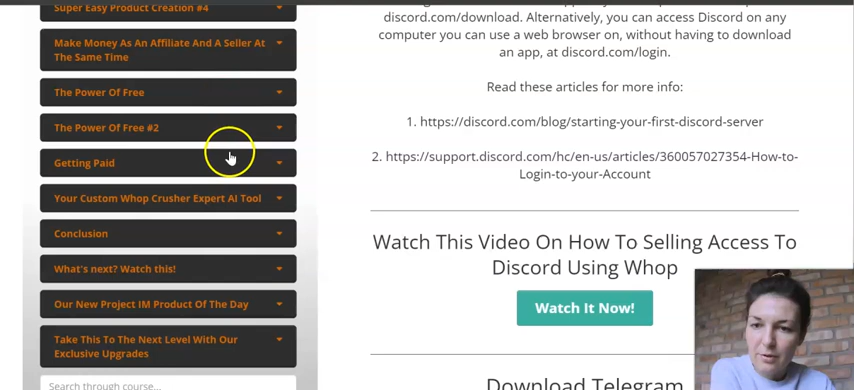 Super Easy Product Creation #4
Make Money As An Affiliate And A Seller At
The Same Time
The Power Of Free
The Power Of Free #2
Getting Paid
Your Custom Whop Crusher Expert AI Tool
Conclusion
What's next? Watch this!
Our New Project IM Product Of The Day
Take This To The Next Level With Our
Exclusive Upgrades
Search through course...
discord.com/download. Alternatively, you can access Discord on any
computer you can use a web browser on, without having to download
an app, at discord.com/login.
Read these articles for more info:
1. https://discord.com/blog/starting-your-first-discord-server
2. https://support.discord.com/hc/en-us/articles/360057027354-How-to-
Login-to-your-Account
Watch This Video On How To Selling Access To
Discord Using Whop
Watch It Now!
Download Telegram